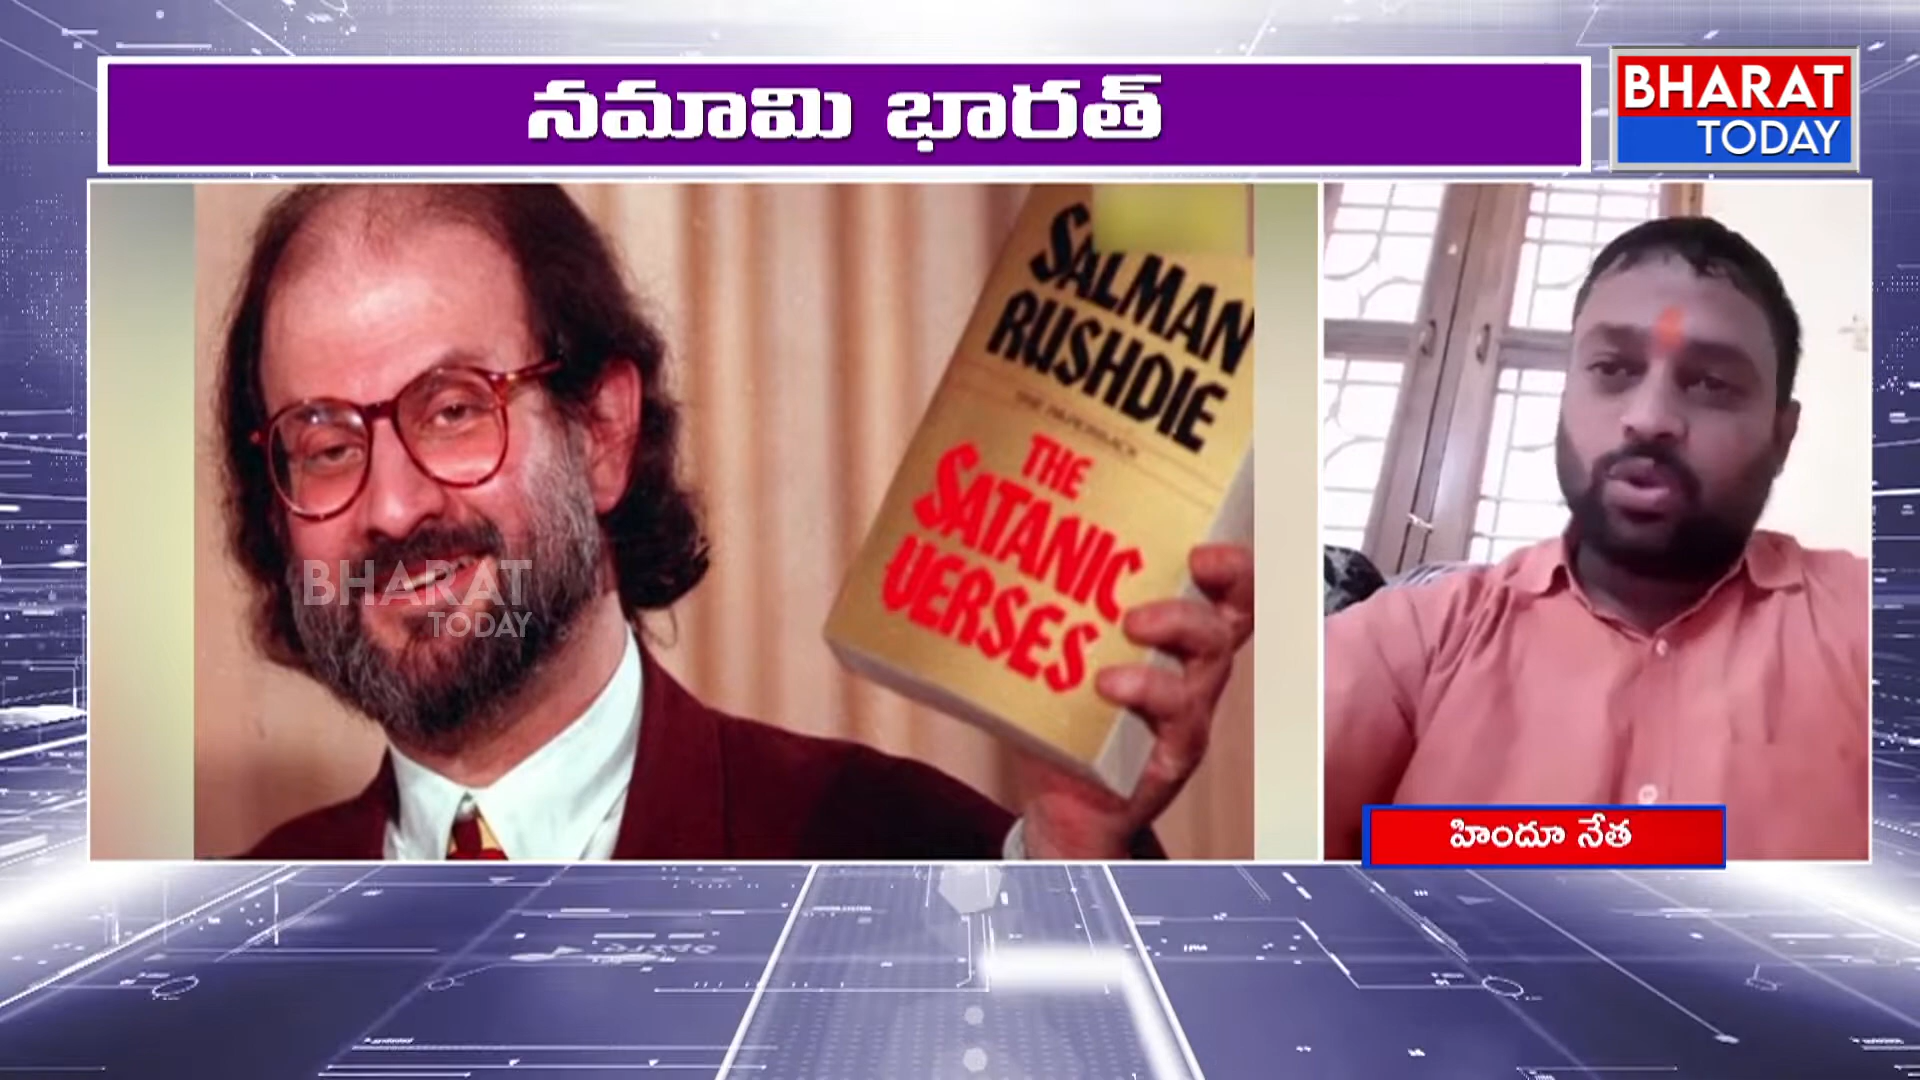 నమామి భారత్
BHARAT
TODAY
SALMAN
RUSHDIE
THE
SATANIC
VERSES
BHARAT
TODAY
హిందూ నేత